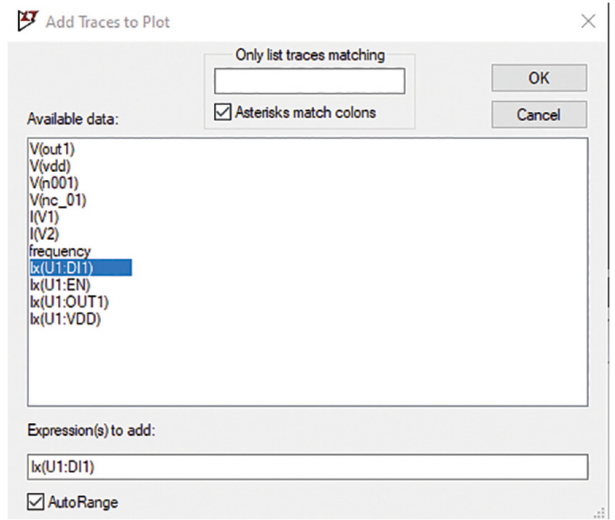 Add Traces to Plot
Only list traces matching
Asterisks match colons
OK
Cancel
Available data:
V(out1)
V(vdd)
V(n001)
V(nc_01)
I(V1)
I(V2)
frequency
Ix(U1:DI1)
Ix(U1:EN)
Ix(U1:OUT1)
Ix(U1:VDD)
Expression(s) to add:
Ix(U1:DI1)
AutoRange